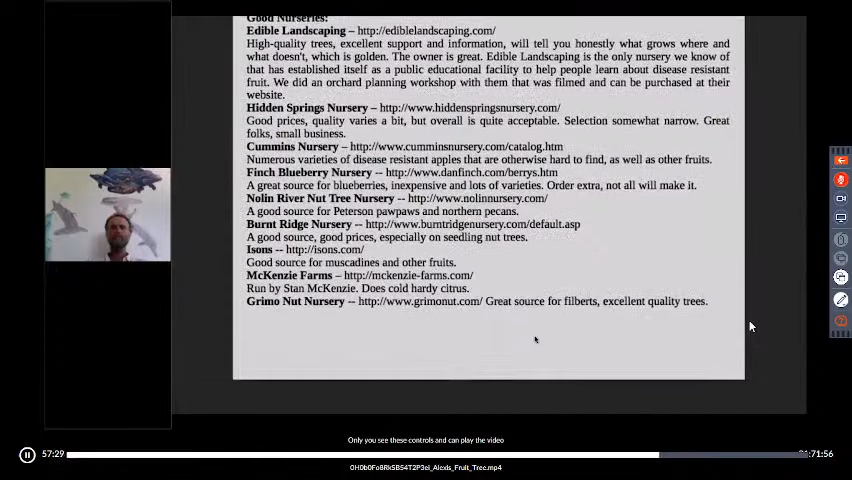 Good Nurseries:
Edible Landscaping – http://ediblelandscaping.com/
High-quality trees, excellent support and information, will tell you honestly what grows where and
what doesn't, which is golden. The owner is great. Edible Landscaping is the only nursery we know of
that has established itself as a public educational facility to help people learn about disease resistant
fruit. We did an orchard planning workshop with them that was filmed and can be purchased at their
website.
Hidden Springs Nursery – http://www.hiddenspringsnursery.com/
Good prices, quality varies a bit, but overall is quite acceptable. Selection somewhat narrow. Great
folks, small business.
Cummins Nursery – http://www.cumminsnursery.com/catalog.htm
Numerous varieties of disease resistant apples that are otherwise hard to find, as well as other fruits.
Finch Blueberry Nursery -- http://www.danfinch.com/berrys.htm
A great source for blueberries, inexpensive and lots of varieties. Order extra, not all will make it.
Nolin River Nut Tree Nursery -- http://www.nolinnursery.com/
A good source for Peterson pawpaws and northern pecans.
Burnt Ridge Nursery -- http://www.burntridgenursery.com/default.asp
A good source, good prices, especially on seedling nut trees.
Isons -- http://isons.com/
Good source for muscadines and other fruits.
McKenzie Farms – http://mckenzie-farms.com/
Run by Stan McKenzie. Does cold hardy citrus.
Grimo Nut Nursery -- http://www.grimonut.com/ Great source for filberts, excellent quality trees.
Only you see these controls and can play the video
57:29
:71:56